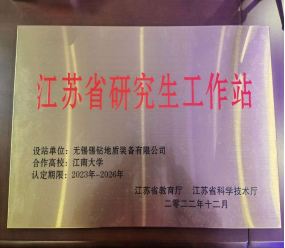 江苏省研究生工作站
设站单位：无锡锡钻地质装备有限公司
合作高校：江南大学
认定期限：2023年-2026年
江苏省教育厅 江苏省科学技术厅
二〇二二年十二月